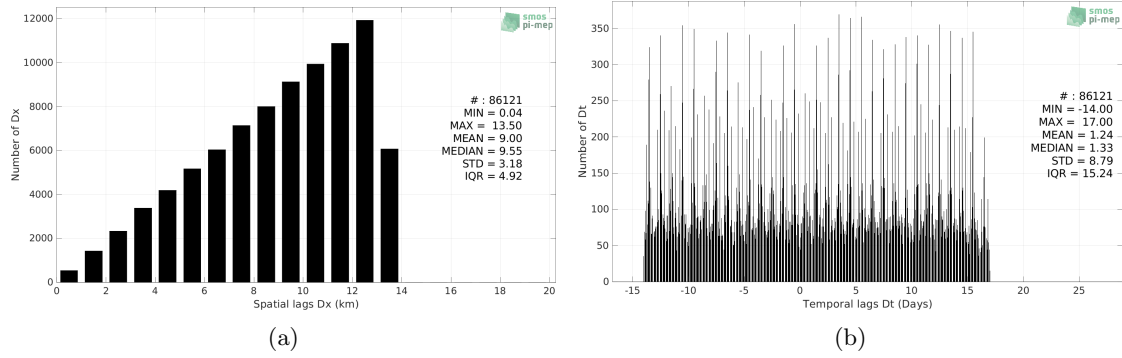 12000
10000
8000
6000
4000
2000
0
Number of Dx
0 2 4 6 8 10 12 14 16 18 20
Spatial lags Dx (km)
smos
pi-mep
# : 86121
MIN = 0.04
MAX = 13.50
MEAN = 9.00
MEDIAN = 9.55
STD = 3.18
IQR = 4.92
(a)
350
300
250
200
150
100
50
0
Number of Dt
-15 -10 -5 0 5 10 15 20 25
Temporal lags Dt (Days)
smos
pi-mep
# : 86121
MIN = -14.00
MAX = 17.00
MEAN = 1.24
MEDIAN = 1.33
STD = 8.79
IQR = 15.24
(b)